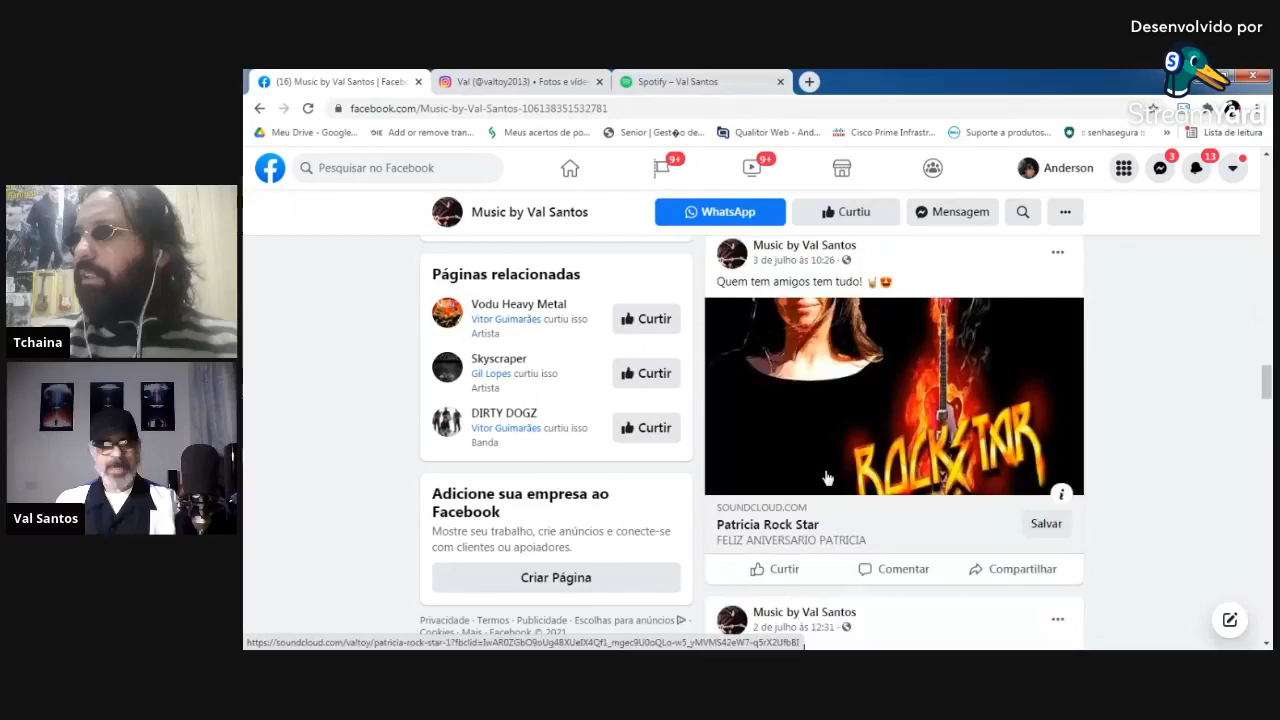 Desenvolvido por
StreamYard
(16) Music by Val Santos | Faceb
Val (@valtoy2013) • Fotos e víde
Spotify – Val Santos
facebook.com/Music-by-Val-Santos-106138351532781
Meu Drive - Google...
Add or remove tran...
Meus acertos de po...
Senior | Gest�o de...
Qualitor Web - And...
Cisco Prime Infrastr...
Suporte a produtos...
:: senhasegura ::
»
Lista de leitura
Pesquisar no Facebook
9+
9+
Anderson
3
13
Music by Val Santos
WhatsApp
Curtiu
Mensagem
Tchaina
Val Santos
Páginas relacionadas
Vodu Heavy Metal
Vitor Guimarães curtiu isso
Artista
Curtir
Skyscraper
Gil Lopes curtiu isso
Artista
Curtir
DIRTY DOGZ
Vitor Guimarães curtiu isso
Banda
Curtir
Adicione sua empresa ao
Facebook
Mostre seu trabalho, crie anúncios e conecte-se
com clientes ou apoiadores.
Criar Página
Privacidade · Termos · Publicidade · Escolhas para anúncios ·
Cookies · Mais · Facebook © 2021
Music by Val Santos
3 de julho às 10:26 ·
Quem tem amigos tem tudo! 🤘🏼😍
ROCKSTAR
SOUNDCLOUD.COM
Patricia Rock Star
FELIZ ANIVERSARIO PATRICIA
Salvar
Curtir
Comentar
Compartilhar
Music by Val Santos
2 de julho às 12:31 ·